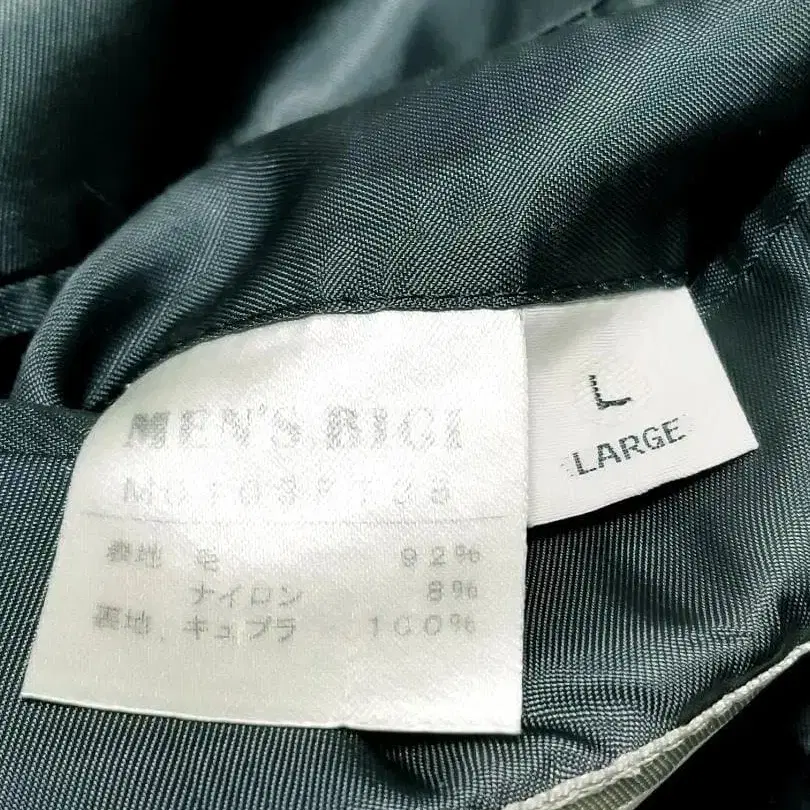 MEN'S BIGI
表地 毛 92%
ナイロン 8%
裏地 キュプラ 100%
L
LARGE